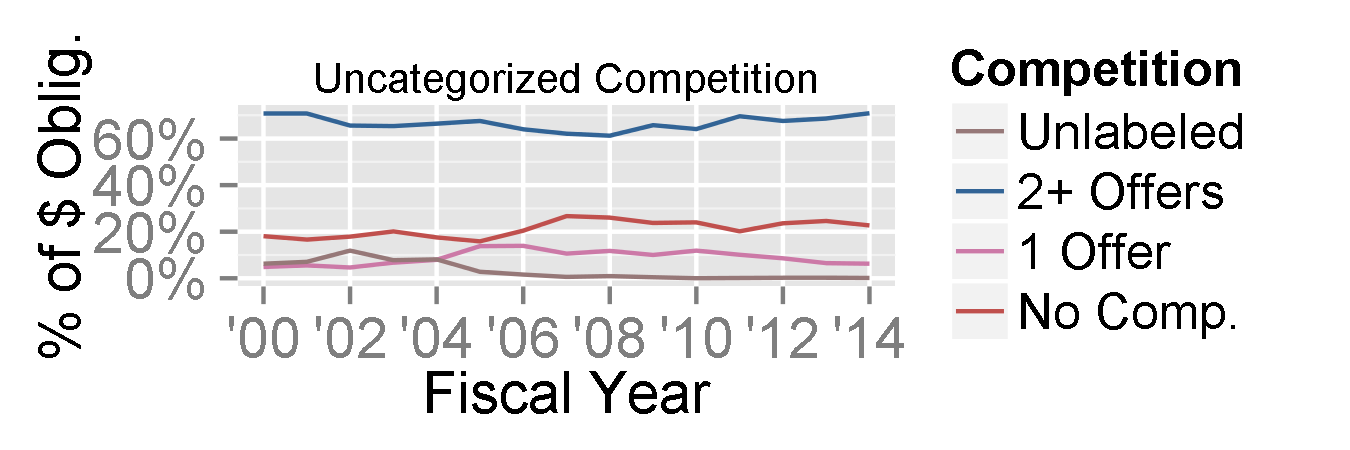 Uncategorized Competition
% of $ Oblig.
60%
40%
20%
0%
'00 '02 '04 '06 '08 '10 '12 '14
Fiscal Year
Competition
Unlabeled
2+ Offers
1 Offer
No Comp.